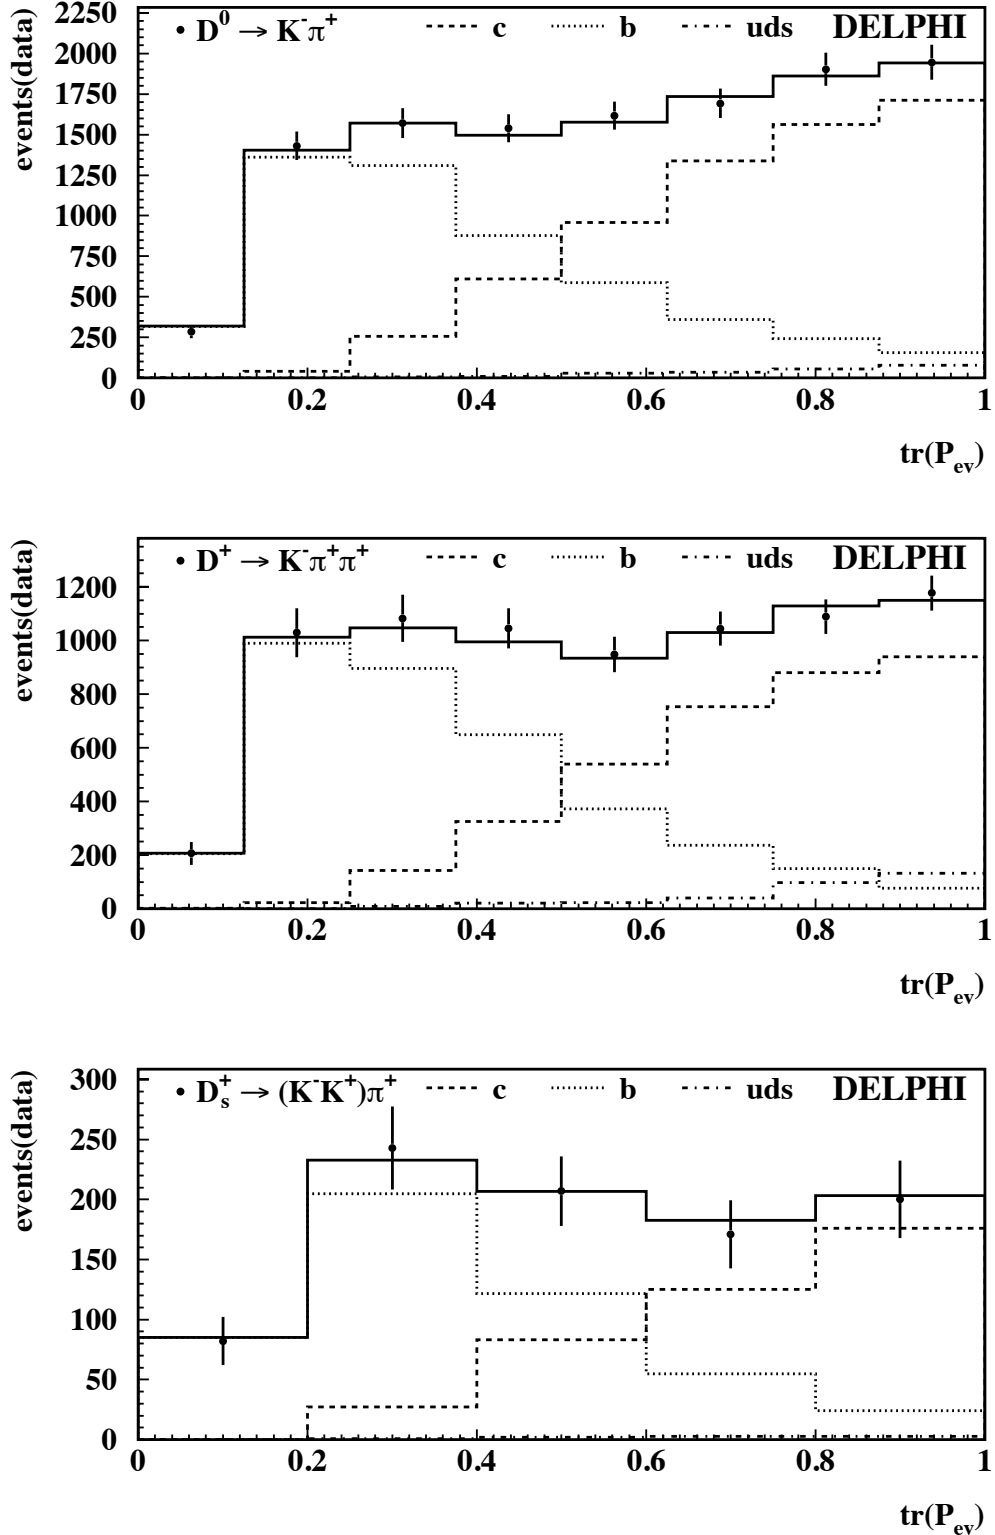 events(data)
D⁰ → K⁻π⁺ c b uds DELPHI
2250
2000
1750
1500
1250
1000
750
500
250
0
0 0.2 0.4 0.6 0.8 1
tr(P_ev)
events(data)
D⁺ → K⁻π⁺π⁺ c b uds DELPHI
1200
1000
800
600
400
200
0
0 0.2 0.4 0.6 0.8 1
tr(P_ev)
events(data)
D_s⁺ → (K⁻K⁺)π⁺ c b uds DELPHI
300
250
200
150
100
50
0
0 0.2 0.4 0.6 0.8 1
tr(P_ev)